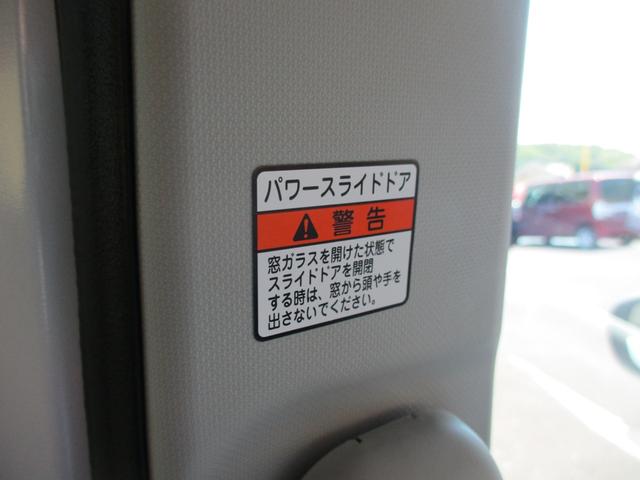 パワースライドドア
警告
窓ガラスを開けた状態で
スライドドアを開閉
する時は、窓から頭や手を
出さないでください。